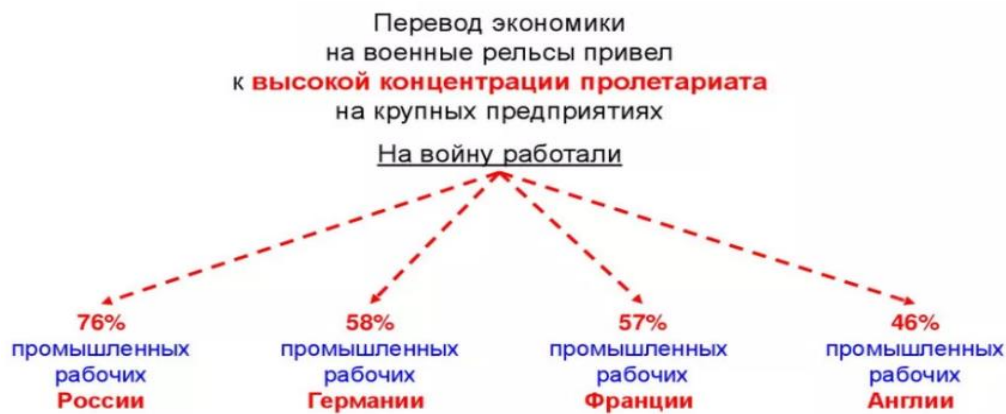 Перевод экономики
на военные рельсы привел
к высокой концентрации пролетариата
на крупных предприятиях
На войну работали
76%
промышленных
рабочих
России
58%
промышленных
рабочих
Германии
57%
промышленных
рабочих
Франции
46%
промышленных
рабочих
Англии